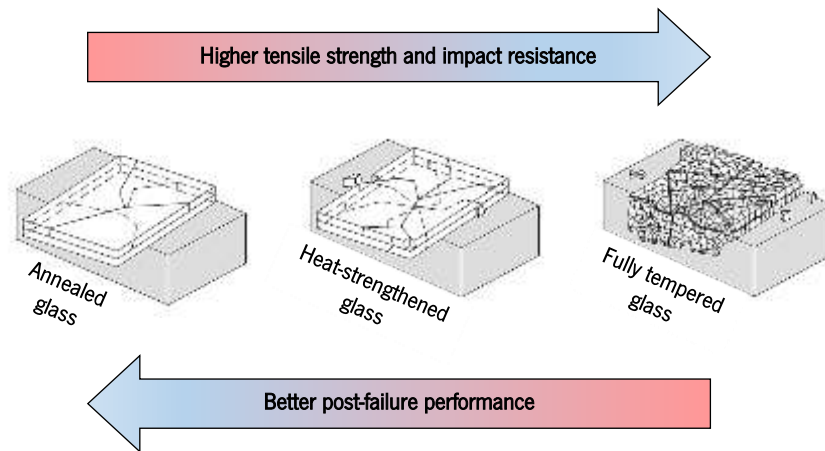 Higher tensile strength and impact resistance
Annealed
glass
Heat-strengthened
glass
Fully tempered
glass
Better post-failure performance